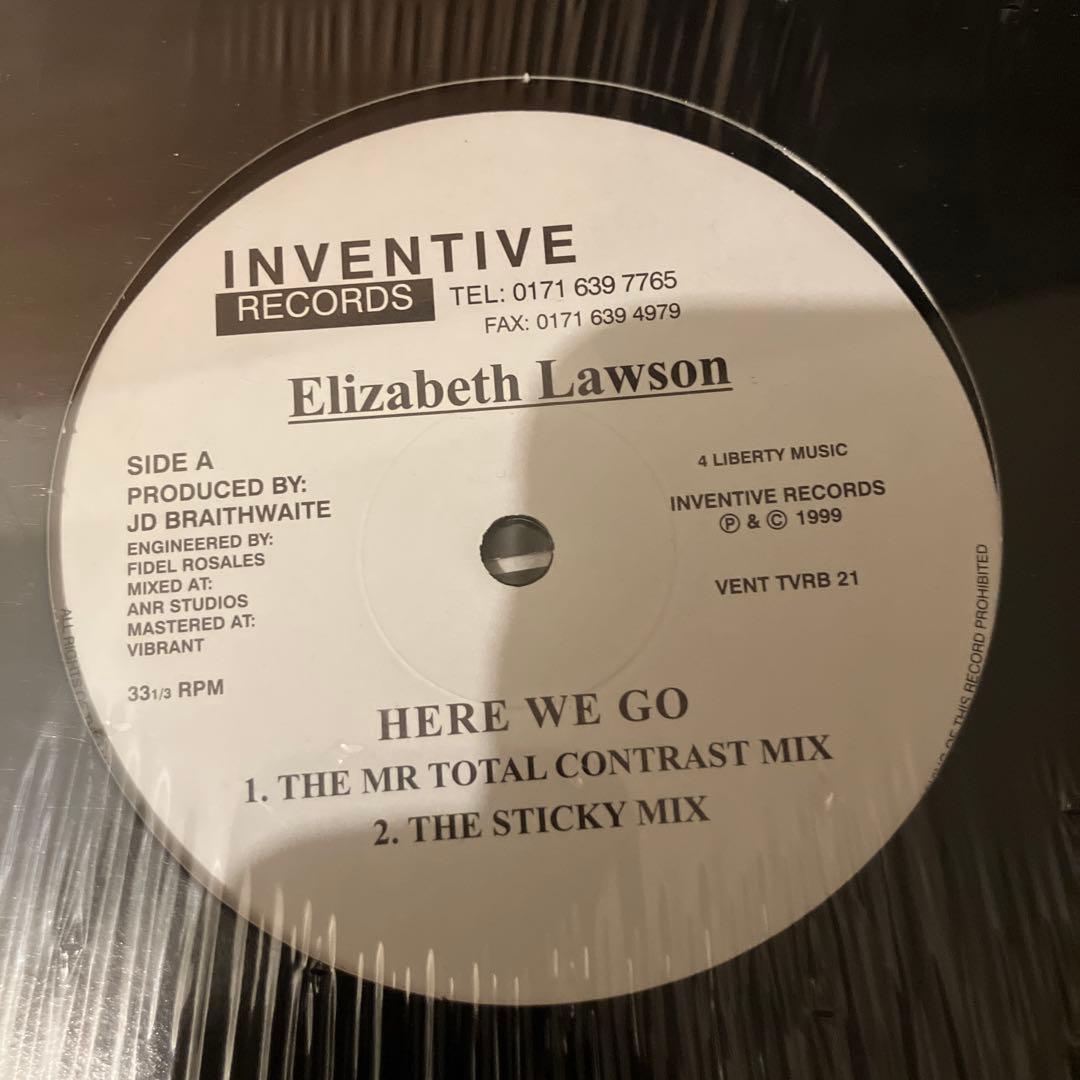 INVENTIVE
RECORDS
TEL: 0171 639 7765
FAX: 0171 639 4979
Elizabeth Lawson
SIDE A
PRODUCED BY:
JD BRAITHWAITE
ENGINEERED BY:
FIDEL ROSALES
MIXED AT:
ANR STUDIOS
MASTERED AT:
VIBRANT
33 1/3 RPM
4 LIBERTY MUSIC
INVENTIVE RECORDS
Ⓟ & © 1999
VENT TVRB 21
HERE WE GO
1. THE MR TOTAL CONTRAST MIX
2. THE STICKY MIX
ALL RIGHTS
OF THIS RECORD PROHIBITED